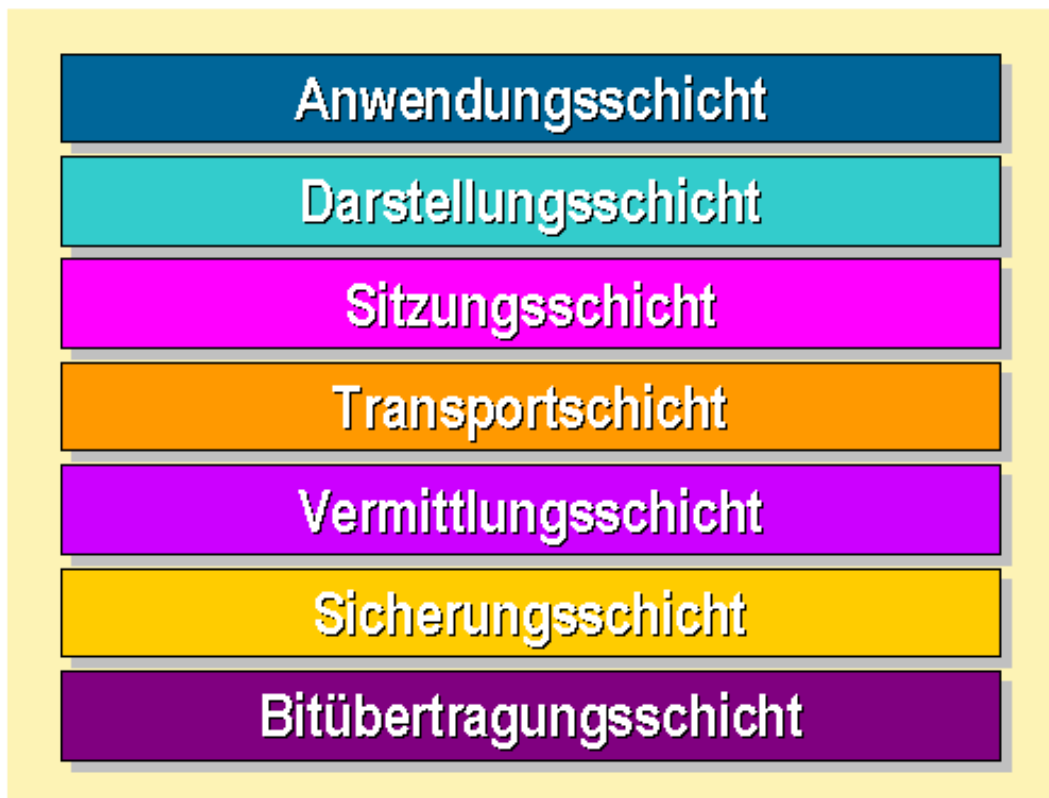 Anwendungsschicht
Darstellungsschicht
Sitzungsschicht
Transportschicht
Vermittlungsschicht
Sicherungsschicht
Bitübertragungsschicht